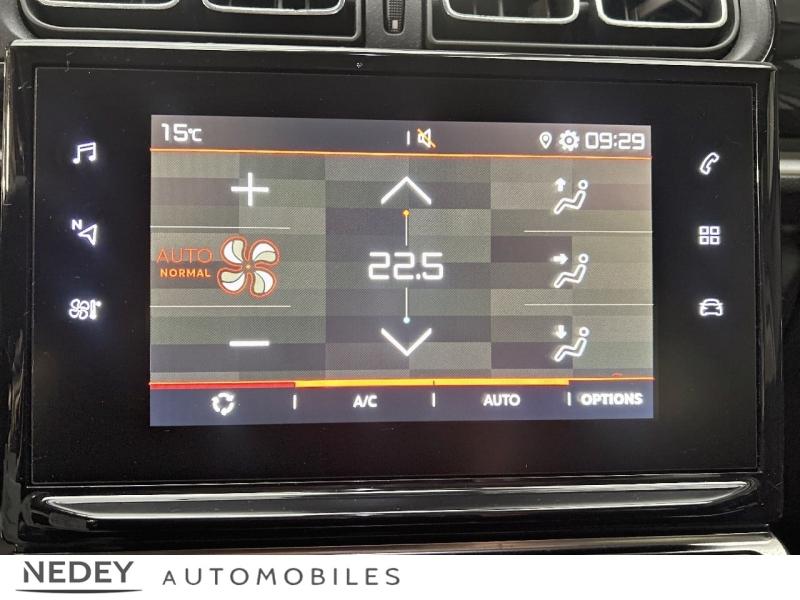 15°C
09:29
N
AUTO
NORMAL
22.5
A/C AUTO OPTIONS
NEDEY AUTOMOBILES